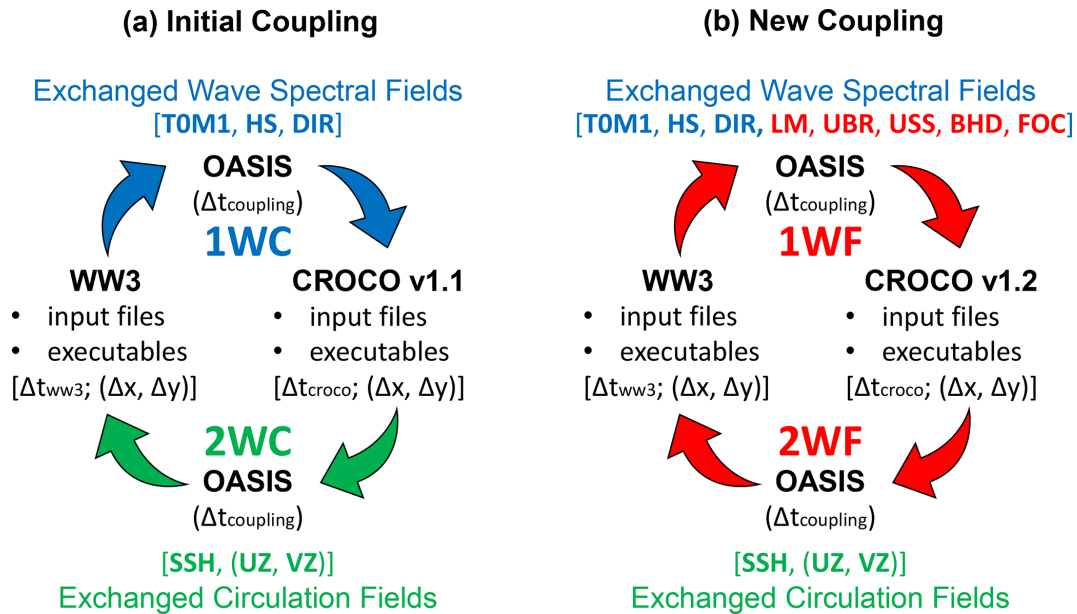 (a) Initial Coupling
Exchanged Wave Spectral Fields
[T0M1, HS, DIR]
OASIS
(Δtcoupling)
1WC
WW3
• input files
• executables
[Δtww3; (Δx, Δy)]
CROCO v1.1
• input files
• executables
[Δtcroco; (Δx, Δy)]
2WC
OASIS
(Δtcoupling)
[SSH, (UZ, VZ)]
Exchanged Circulation Fields
(b) New Coupling
Exchanged Wave Spectral Fields
[T0M1, HS, DIR, LM, UBR, USS, BHD, FOC]
OASIS
(Δtcoupling)
1WF
WW3
• input files
• executables
[Δtww3; (Δx, Δy)]
CROCO v1.2
• input files
• executables
[Δtcroco; (Δx, Δy)]
2WF
OASIS
(Δtcoupling)
[SSH, (UZ, VZ)]
Exchanged Circulation Fields